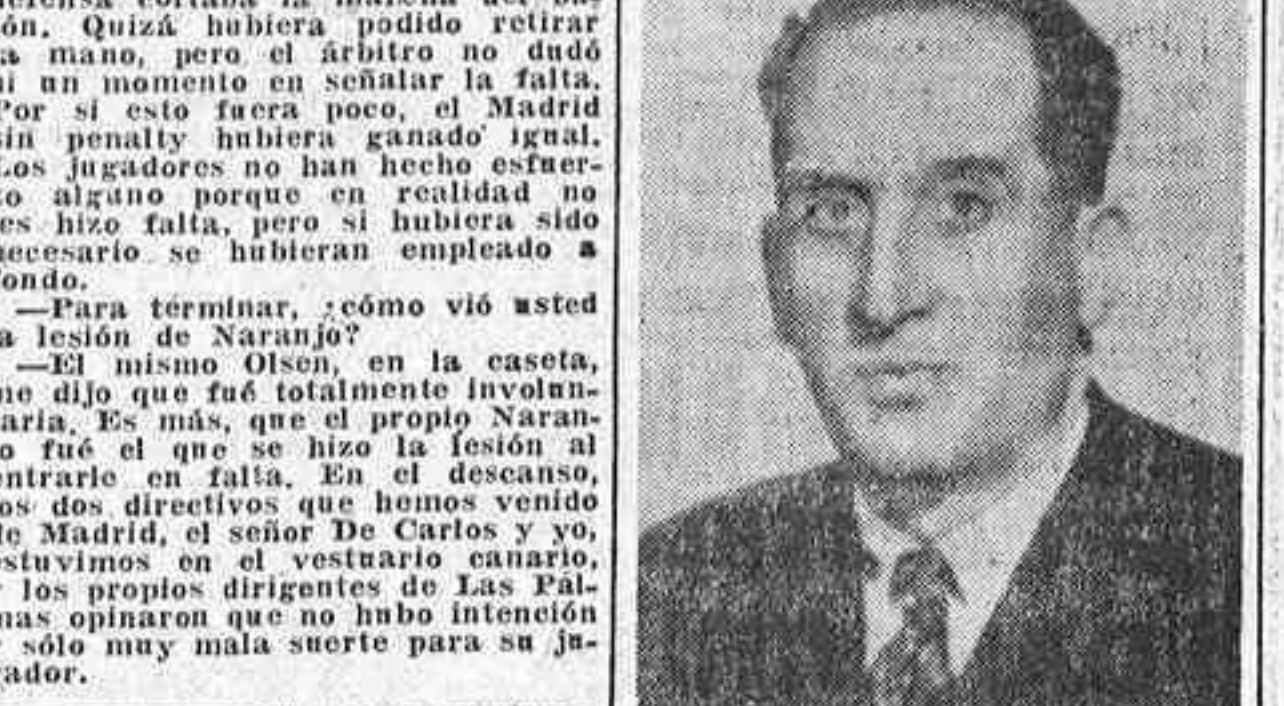 ón. Quizá hubiera podido retirar
a mano, pero el árbitro no dudó
i un momento en señalar la falta.
Por si esto fuera poco, el Madrid
sin penalty hubiera ganado igual.
Los jugadores no han hecho esfuer-
zo alguno porque en realidad no
es hizo falta, pero si hubiera sido
necesario se hubieran empleado a
fondo.
—Para terminar, ¿cómo vió usted
a lesión de Naranjo?
—El mismo Olsen, en la caseta,
me dijo que fué totalmente involun-
taria. Es más, que el propio Naran-
o fué el que se hizo la lesión al
entrarle en falta. En el descanso,
os dos directivos que hemos venido
de Madrid, el señor De Carlos y yo,
estuvimos en el vestuario canario,
y los propios dirigentes de Las Pal-
mas opinaron que no hubo intención
y sólo muy mala suerte para su ju-
gador.